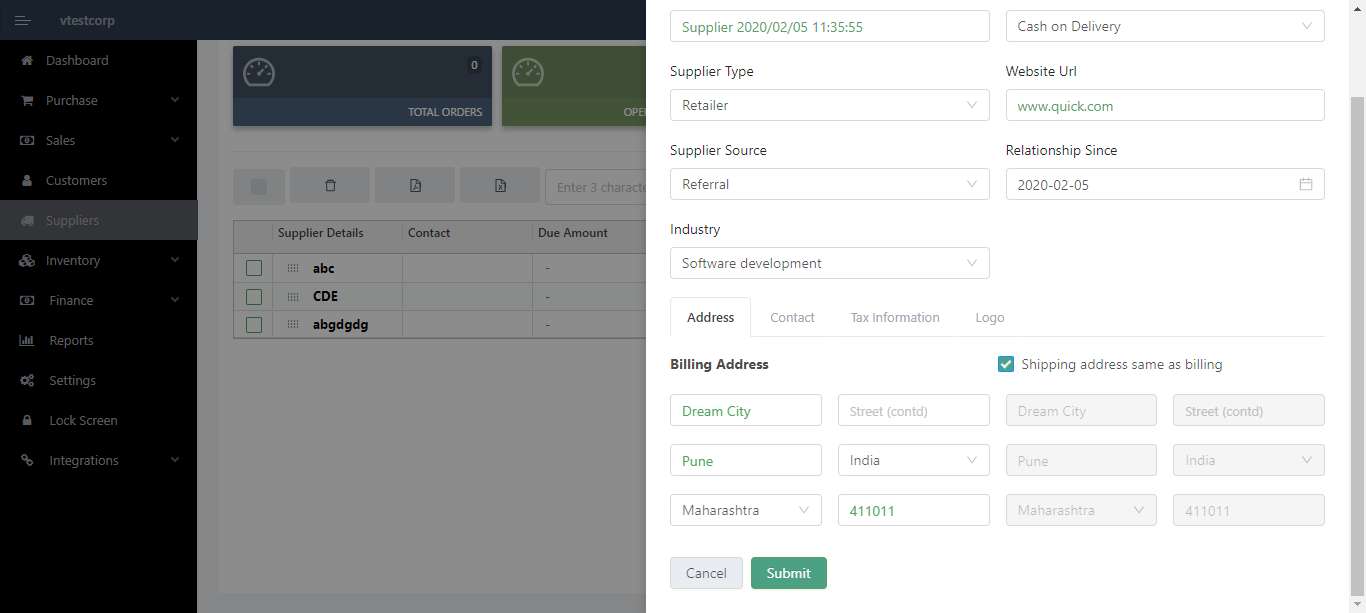 vtestcorp
Dashboard
Purchase
Sales
Customers
Suppliers
Inventory
Finance
Reports
Settings
Lock Screen
Integrations
0
TOTAL ORDERS
OPE
Enter 3 characte
Supplier Details Contact Due Amount
abc -
CDE -
abgdgdg -
Supplier 2020/02/05 11:35:55 Cash on Delivery
Supplier Type Website Url
Retailer www.quick.com
Supplier Source Relationship Since
Referral 2020-02-05
Industry
Software development
Address Contact Tax Information Logo
Billing Address Shipping address same as billing
Dream City Street (contd) Dream City Street (contd)
Pune India Pune India
Maharashtra 411011 Maharashtra 411011
Cancel Submit